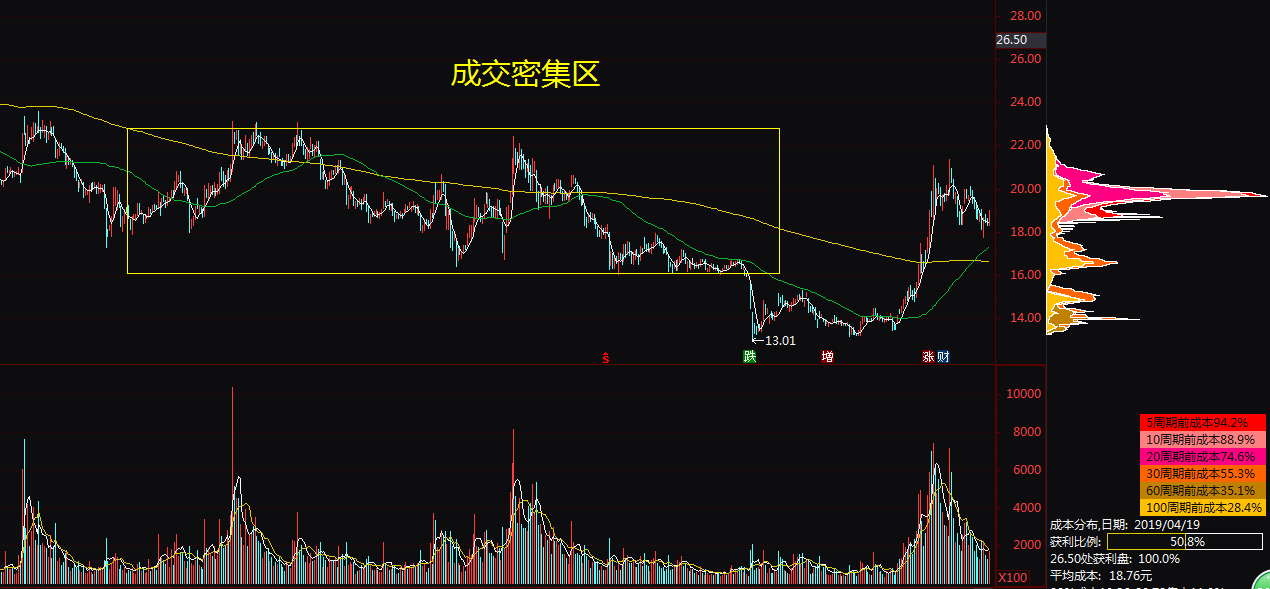 28.00
26.50
26.00
成交密集区
24.00
22.00
20.00
18.00
16.00
14.00
←13.01
$
跌
增
涨 财
10000
8000
6000
4000
2000
X100
5周期前成本94.2%
10周期前成本88.9%
20周期前成本74.6%
30周期前成本55.3%
60周期前成本35.1%
100周期前成本28.4%
成本分布,日期: 2019/04/19
获利比例: 50.8%
26.50处获利盘: 100.0%
平均成本: 18.76元